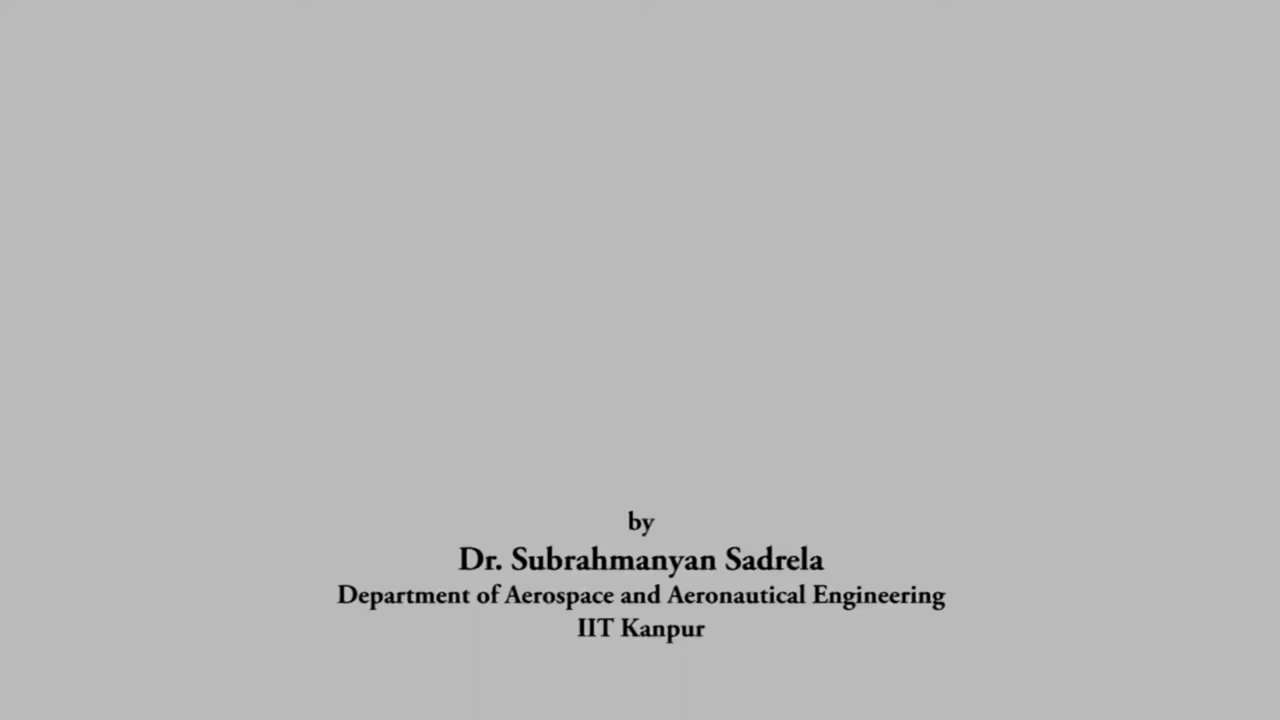 by
Dr. Subrahmanyan Sadrela
Department of Aerospace and Aeronautical Engineering
IIT Kanpur